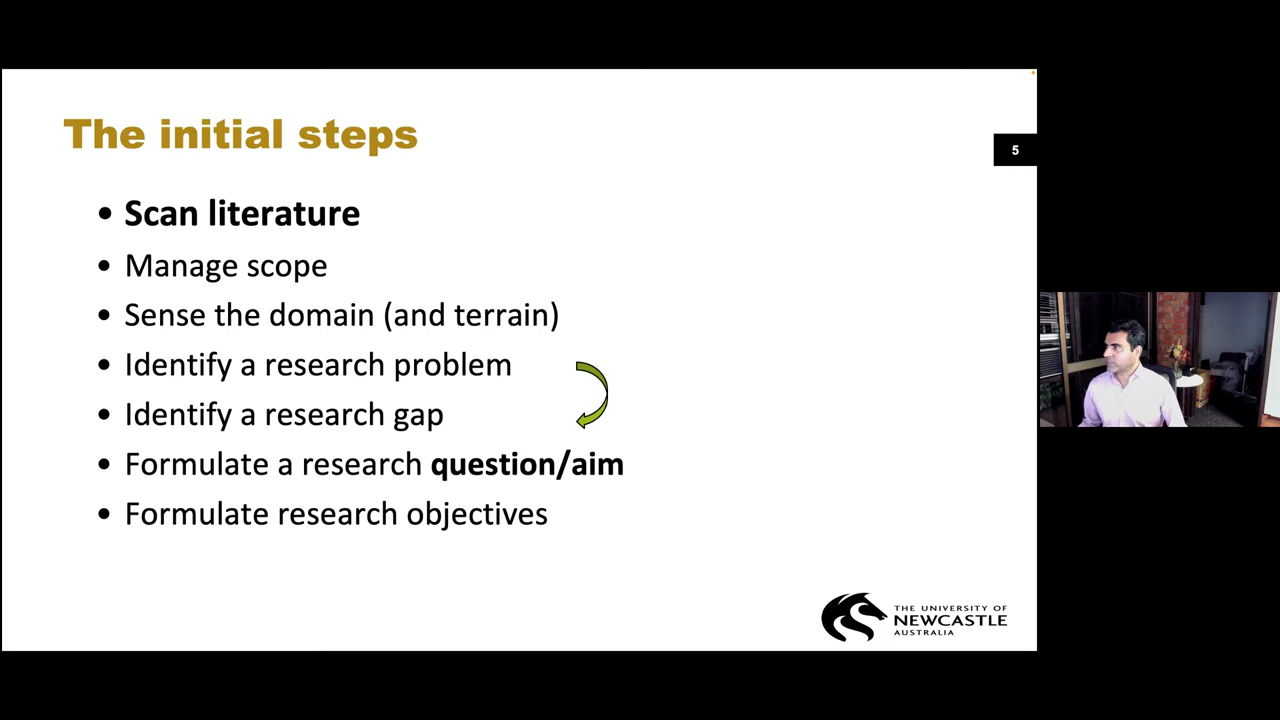 The initial steps
5
• Scan literature
• Manage scope
• Sense the domain (and terrain)
• Identify a research problem
• Identify a research gap
• Formulate a research question/aim
• Formulate research objectives
THE UNIVERSITY OF
NEWCASTLE
AUSTRALIA